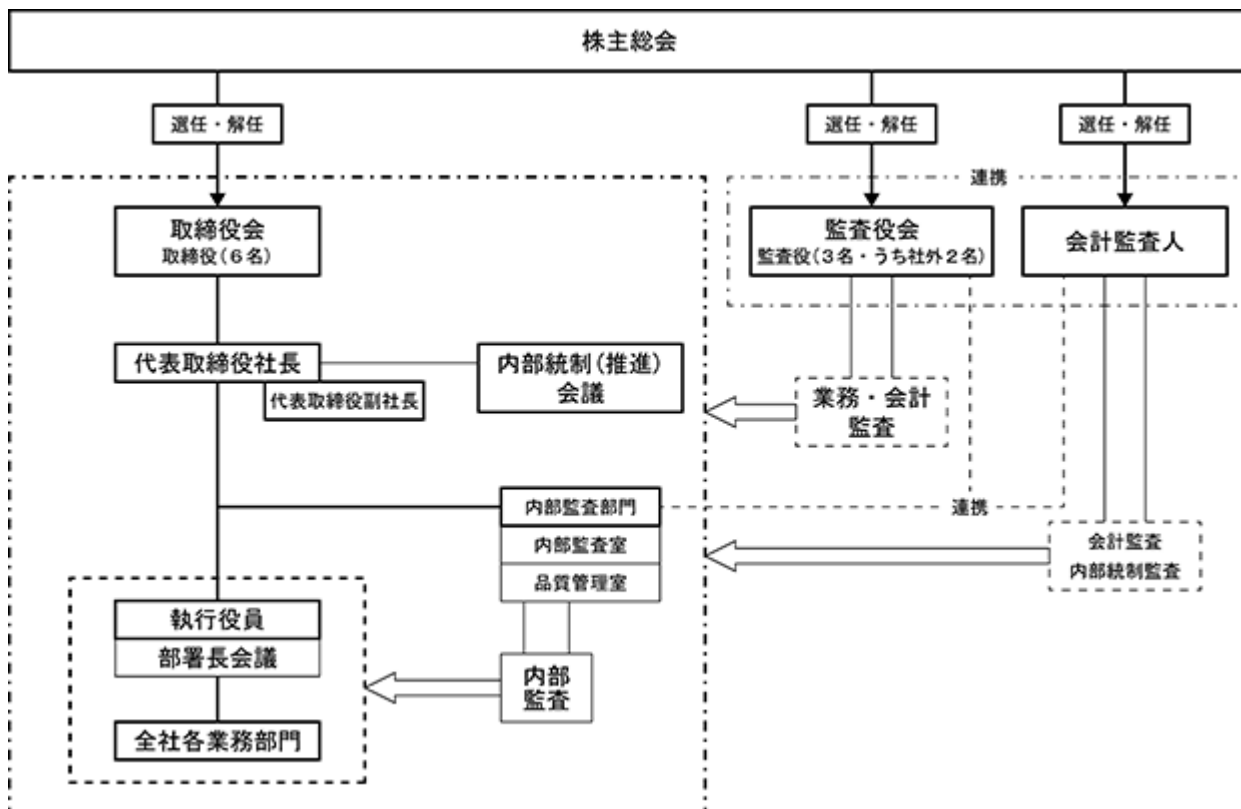 株主総会
選任・解任
選任・解任
選任・解任
連携
取締役会
取締役(6名)
監査役会
監査役(3名・うち社外2名)
会計監査人
代表取締役社長
代表取締役副社長
内部統制(推進)
会議
業務・会計
監査
内部監査部門
内部監査室
品質管理室
連携
会計監査
内部統制監査
執行役員
部署長会議
内部
監査
全社各業務部門